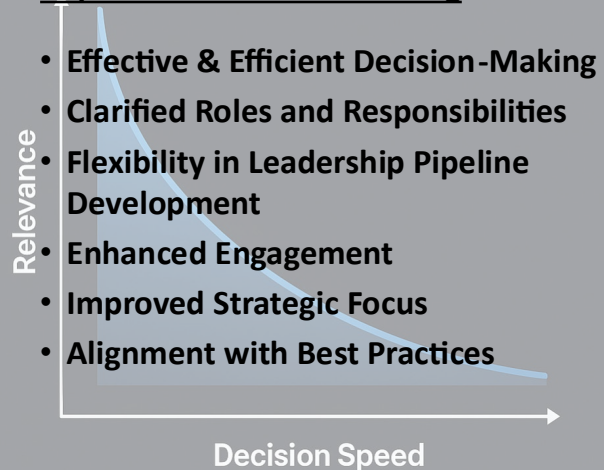 • Effective & Efficient Decision-Making
• Clarified Roles and Responsibilities
• Flexibility in Leadership Pipeline
Development
• Enhanced Engagement
• Improved Strategic Focus
• Alignment with Best Practices
Relevance
Decision Speed